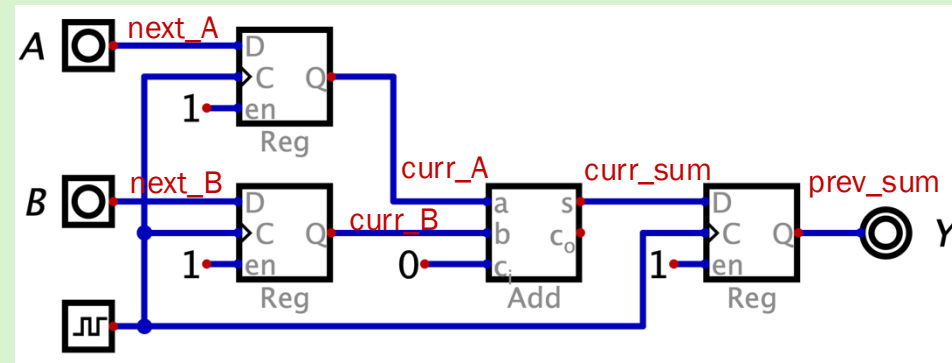 A
next_A
D
C
Q
1
en
Reg
B
next_B
D
C
Q
1
en
Reg
curr_A
curr_B
a
s
b
co
0
ci
Add
curr_sum
D
C
Q
1
en
Reg
prev_sum
Y